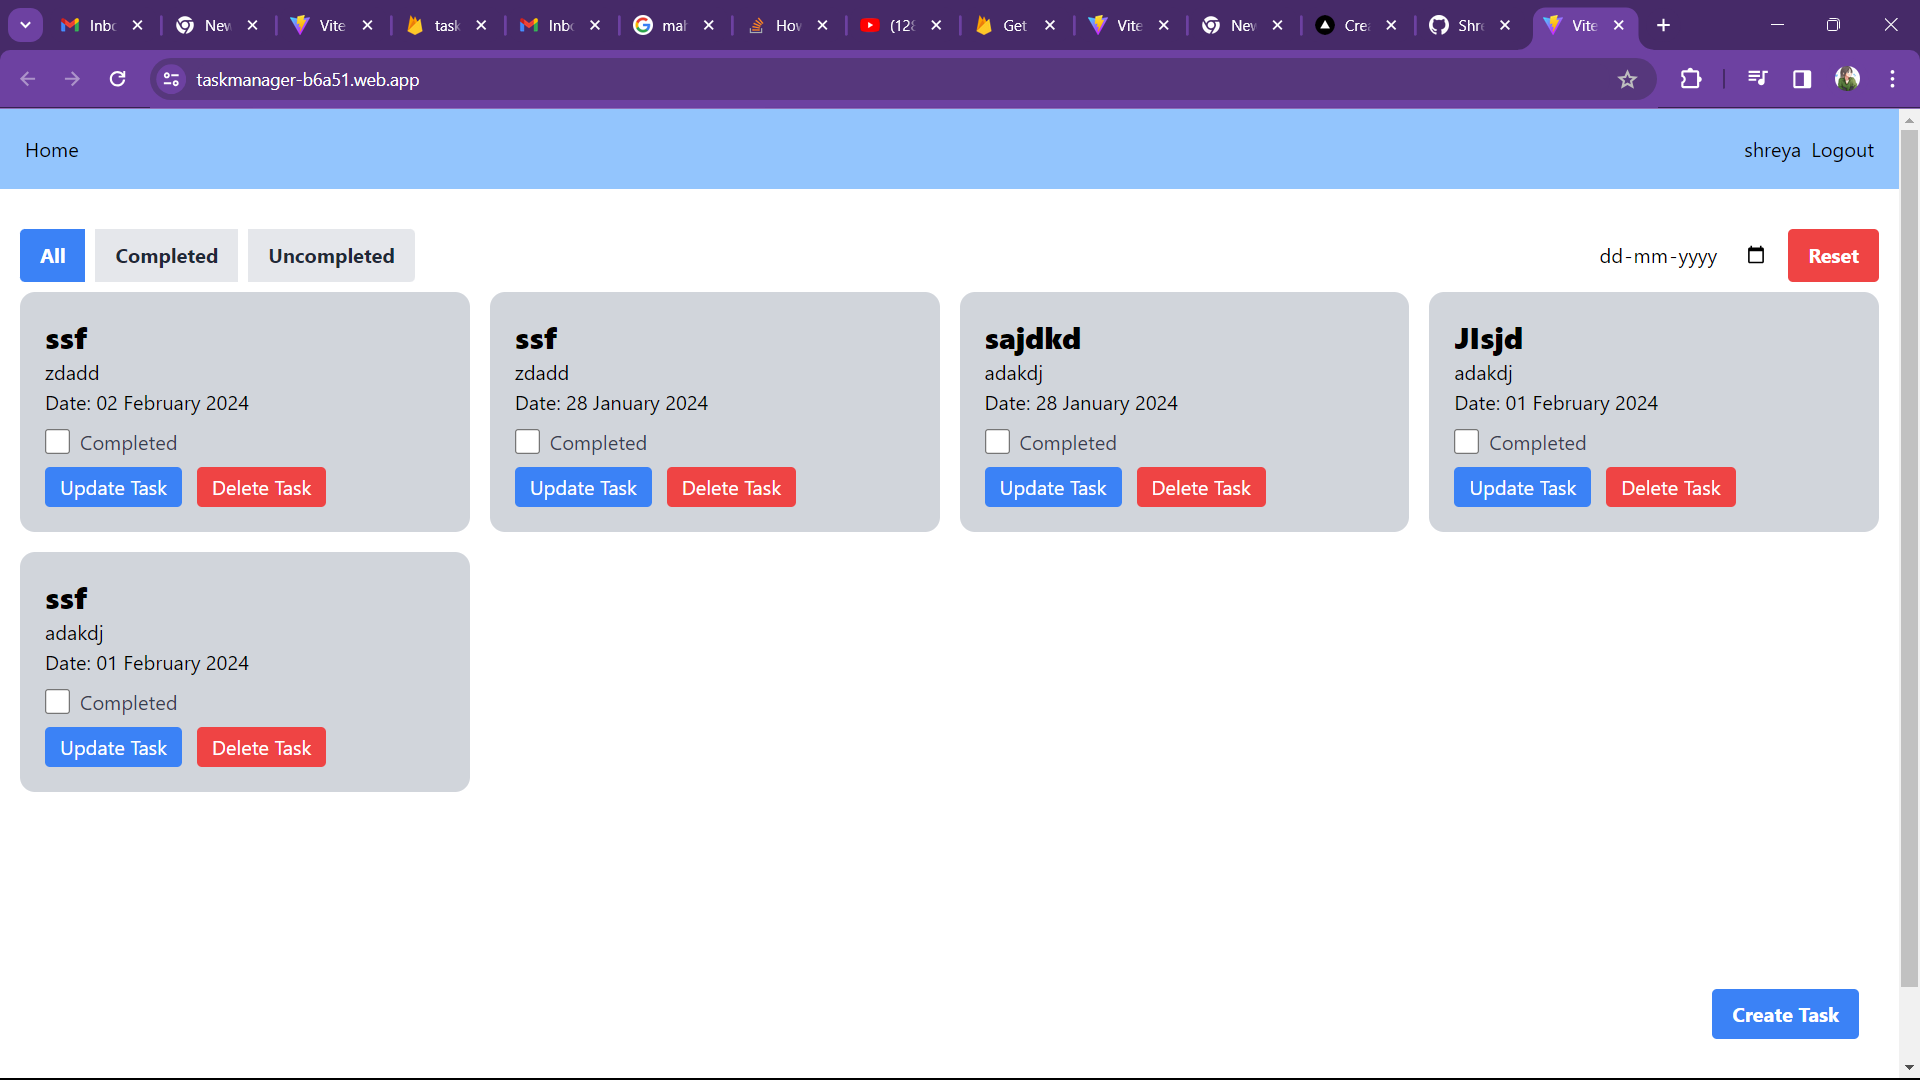 Inbc New Vite task Inbc mał Hov (128 Get Vite New Crea Shre Vite
taskmanager-b6a51.web.app
Home shreya Logout
All Completed Uncompleted dd-mm-yyyy Reset
ssf
zdadd
Date: 02 February 2024
Completed
Update Task Delete Task
ssf
zdadd
Date: 28 January 2024
Completed
Update Task Delete Task
sajdkd
adakdj
Date: 28 January 2024
Completed
Update Task Delete Task
JIsjd
adakdj
Date: 01 February 2024
Completed
Update Task Delete Task
ssf
adakdj
Date: 01 February 2024
Completed
Update Task Delete Task
Create Task